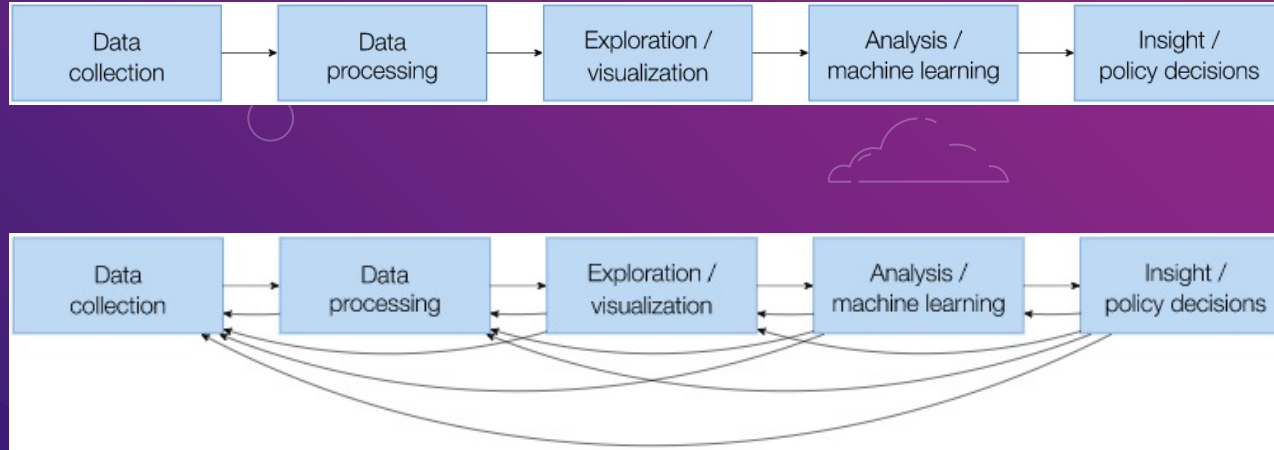 Data
collection
Data
processing
Exploration /
visualization
Analysis /
machine learning
Insight /
policy decisions
Data
collection
Data
processing
Exploration /
visualization
Analysis /
machine learning
Insight /
policy decisions